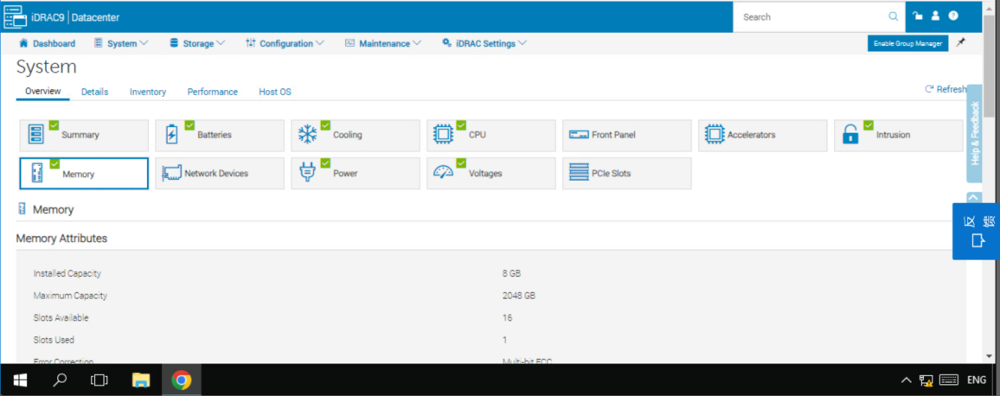 iDRAC9 | Datacenter
Search
Dashboard System Storage Configuration Maintenance iDRAC Settings
Enable Group Manager
System
Overview Details Inventory Performance Host OS
Refresh
Summary Batteries Cooling CPU Front Panel Accelerators Intrusion
Memory Network Devices Power Voltages PCIe Slots
Help & Feedback
Memory
Memory Attributes
Installed Capacity 8 GB
Maximum Capacity 2048 GB
Slots Available 16
Slots Used 1
Error Correction Multi-bit ECC
ENG